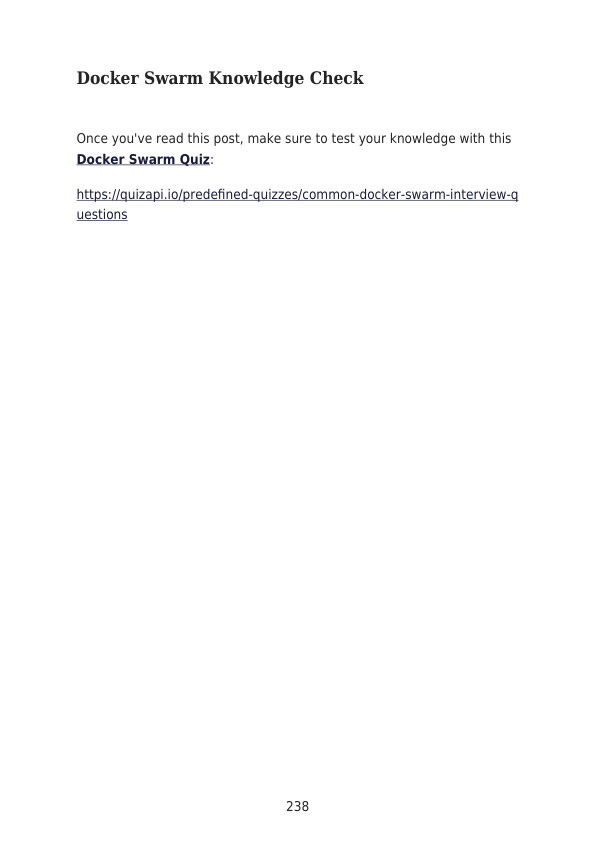 Docker Swarm Knowledge Check
Once you've read this post, make sure to test your knowledge with this
Docker Swarm Quiz:
https://quizapi.io/predefined-quizzes/common-docker-swarm-interview-q
uestions
238